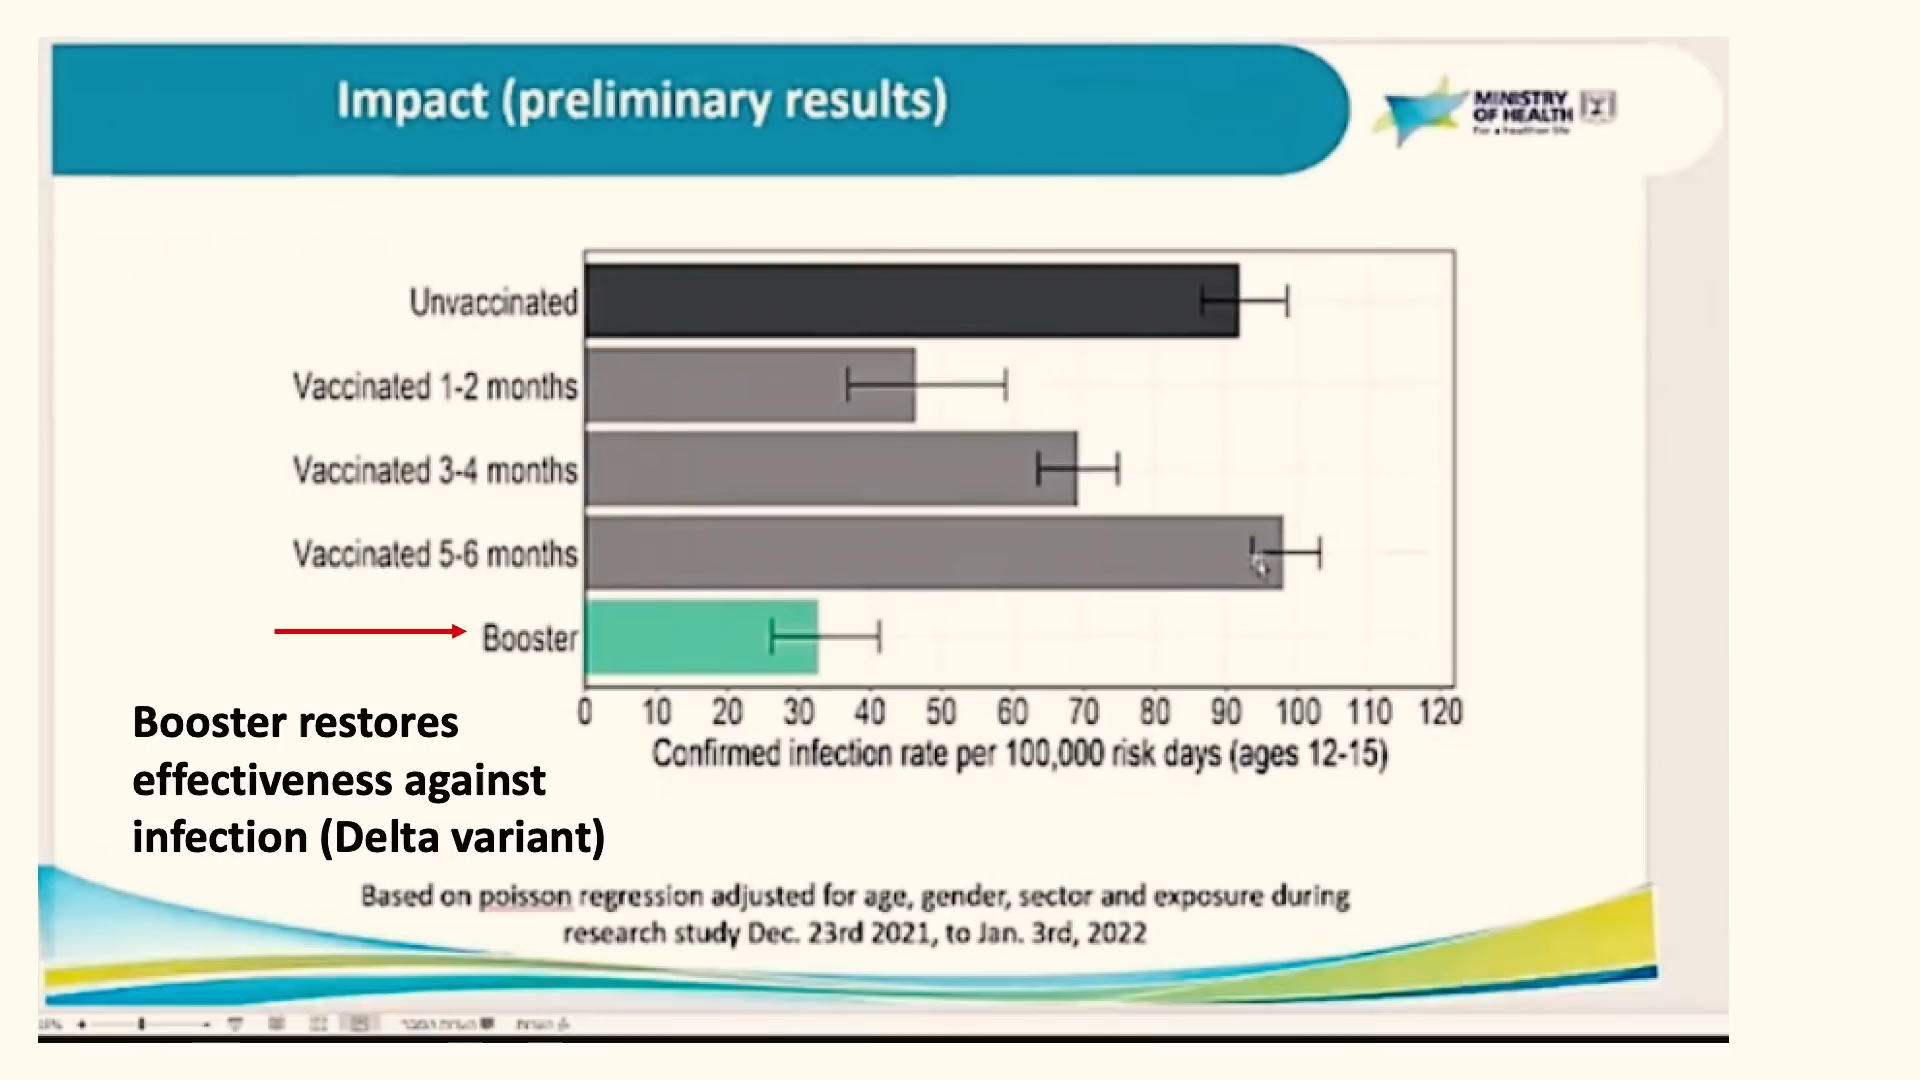 Impact (preliminary results)
MINISTRY
OF HEALTH
For a healthier life
Unvaccinated
Vaccinated 1-2 months
Vaccinated 3-4 months
Vaccinated 5-6 months
Booster
0 10 20 30 40 50 60 70 80 90 100 110 120
Confirmed infection rate per 100,000 risk days (ages 12-15)
Booster restores
effectiveness against
infection (Delta variant)
Based on poisson regression adjusted for age, gender, sector and exposure during
research study Dec. 23rd 2021, to Jan. 3rd, 2022